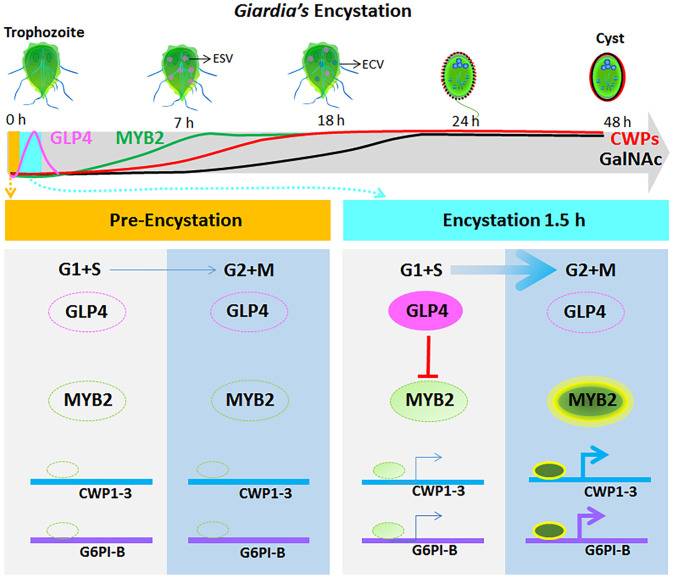 Giardia's Encystation
Trophozoite
ESV
ECV
Cyst
0 h
7 h
18 h
24 h
48 h
GLP4
MYB2
CWPs
GalNAc
Pre-Encystation
Encystation 1.5 h
G1+S
G2+M
G1+S
G2+M
GLP4
GLP4
GLP4
GLP4
MYB2
MYB2
MYB2
MYB2
CWP1-3
CWP1-3
CWP1-3
CWP1-3
G6PI-B
G6PI-B
G6PI-B
G6PI-B